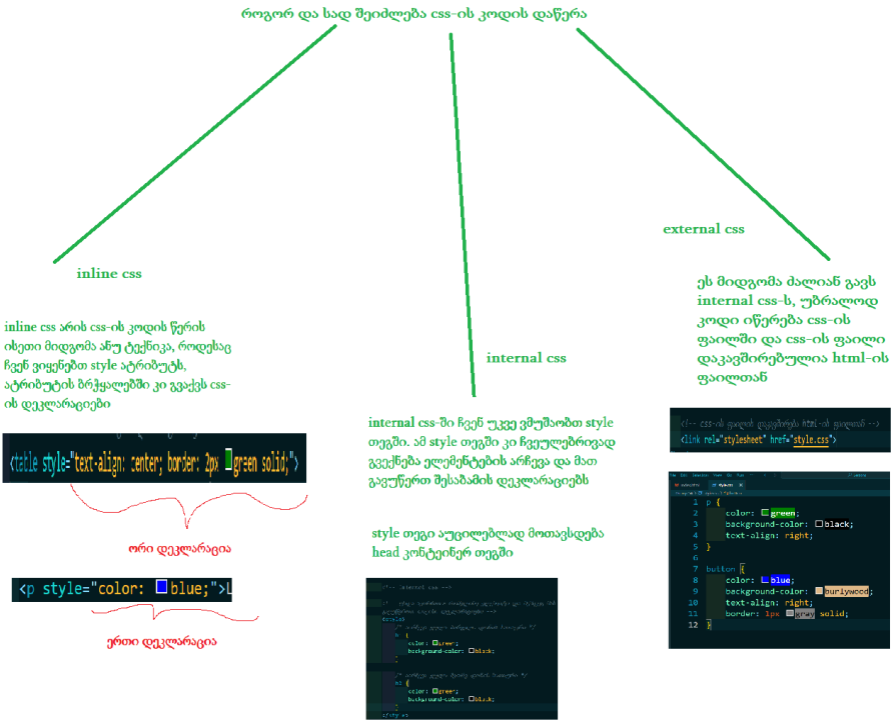 როგორ და სად შეიძლება css-ის კოდის დაწერა
inline css
inline css არის css-ის კოდის წერის
ისეთი მიდგომა ანუ ტექნიკა, როდესაც
ჩვენ ვიყენებთ style ატრიბუტს,
ატრიბუტის ბრჭყალებში კი გვაქვს css-
ის დეკლარაციები
<table style="text-align: center; border: 2px green solid;">
ორი დეკლარაცია
<p style="color: blue;">L
ერთი დეკლარაცია
internal css
internal css-ში ჩვენ უკვე ვმუშაობთ style
თეგში. ამ style თეგში კი ჩვეულებრივად
გვექნება ელემენტების არჩევა და მათ
გავუწერთ შესაბამის დეკლარაციებს
style თეგი აუცილებლად მოთავსდება
head კონტეინერ თეგში
<!-- internal css -->
<style>
color: green;
background-color: black;
}
{
color: green;
background-color: black;
}
external css
ეს მიდგომა ძალიან გავს
internal css-ს, უბრალოდ
კოდი იწერება css-ის
ფაილში და css-ის ფაილი
დაკავშირებულია html-ის
ფაილთან
<!-- css-ის ფაილის დაკავშირება html-ის ფაილთან -->
<link rel="stylesheet" href="style.css">
1 p {
2 color: green;
3 background-color: black;
4 text-align: right;
5 }
6
7 button {
8 color: blue;
9 background-color: burlywood;
10 text-align: right;
11 border: 1px gray solid;
12 }